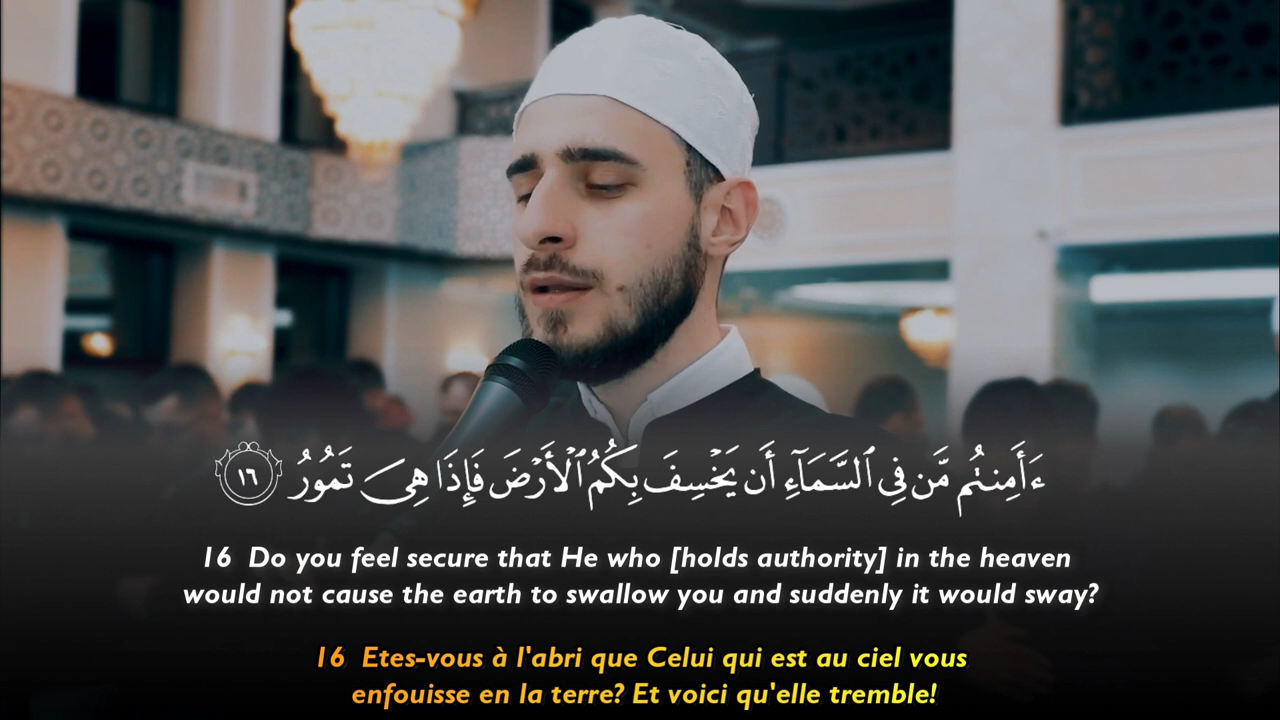 ءَأَمِنتُم مَّن فِي ٱلسَّمَآءِ أَن يَخْسِفَ بِكُمُ ٱلْأَرْضَ فَإِذَا هِيَ تَمُورُ ١٦
16 Do you feel secure that He who [holds authority] in the heaven
would not cause the earth to swallow you and suddenly it would sway?
16 Etes-vous à l'abri que Celui qui est au ciel vous
enfouisse en la terre? Et voici qu'elle tremble!